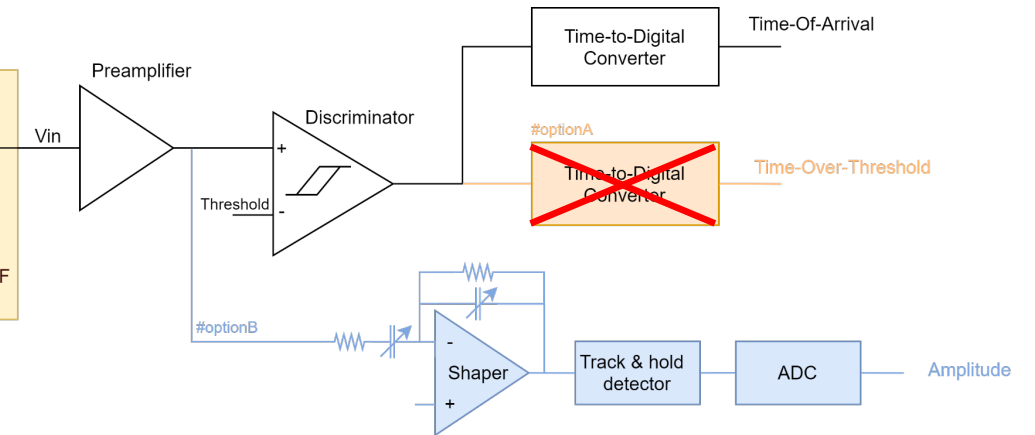 Time-Of-Arrival
Time-to-Digital
Converter
Preamplifier
Discriminator
Vin
+
#optionA
Time-to-Digital
Converter
Time-Over-Threshold
Threshold
-
F
#optionB
-
Shaper
+
Track & hold
detector
ADC
Amplitude